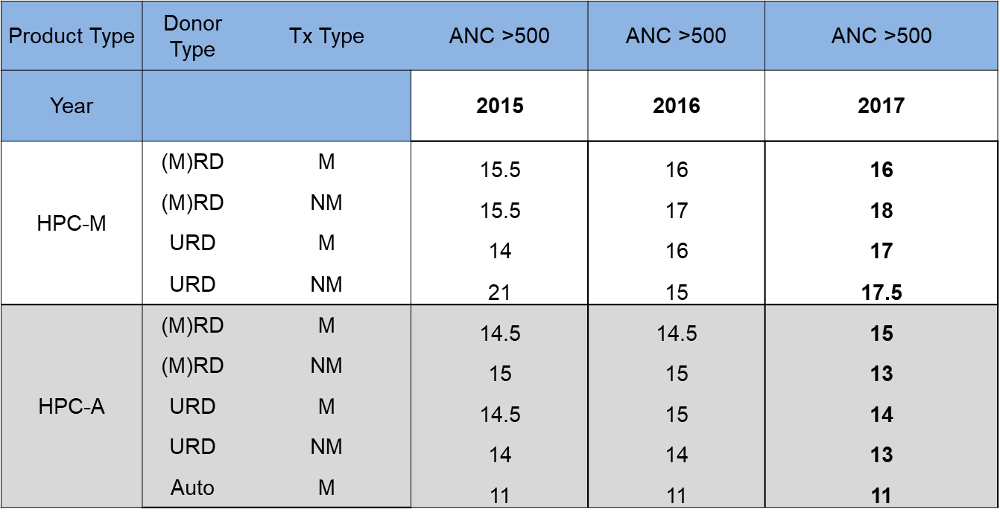 Product Type Donor Type Tx Type ANC >500 ANC >500 ANC >500
Year 2015 2016 2017
HPC-M
(M)RD M 15.5 16 16
(M)RD NM 15.5 17 18
URD M 14 16 17
URD NM 21 15 17.5
HPC-A
(M)RD M 14.5 14.5 15
(M)RD NM 15 15 13
URD M 14.5 15 14
URD NM 14 14 13
Auto M 11 11 11